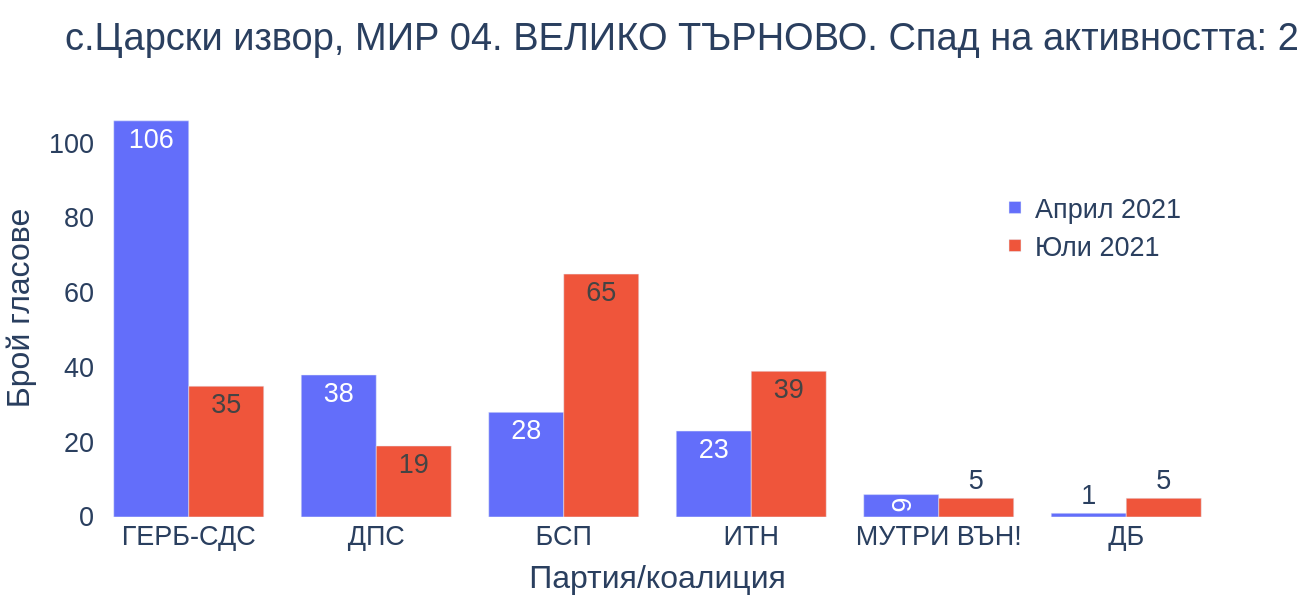 с.Царски извор, МИР 04. ВЕЛИКО ТЪРНОВО. Спад на активността: 2
Брой гласове
100
80
60
40
20
0
106
35
38
19
28
65
23
39
6
5
1
5
Април 2021
Юли 2021
ГЕРБ-СДС
ДПС
БСП
ИТН
МУТРИ ВЪН!
ДБ
Партия/коалиция